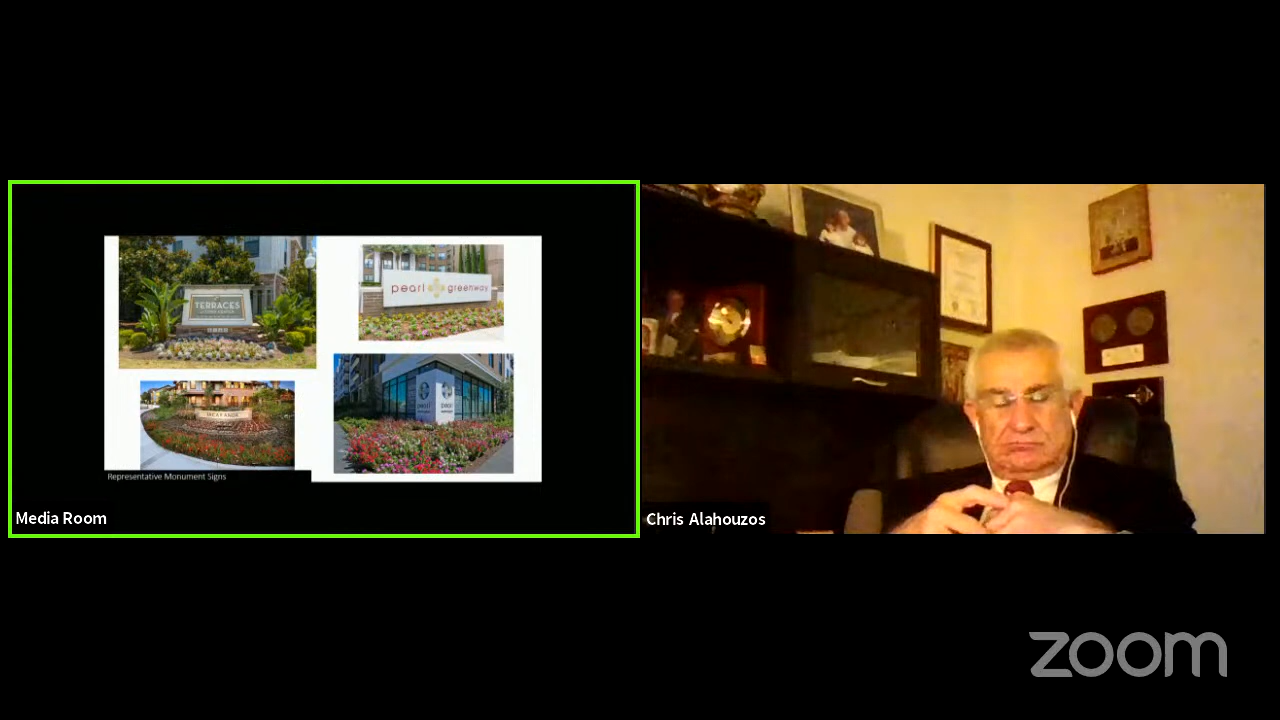 TERRACES
pearl greenway
Representative Monument Signs
Media Room
Chris Alahouzos
zoom